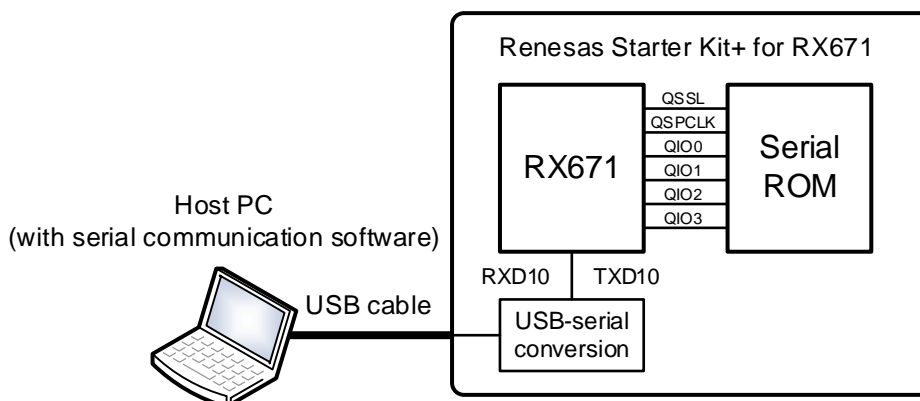 Renesas Starter Kit+ for RX671
QSSL
QSPCLK
QIO0
QIO1
QIO2
QIO3
RX671
Serial
ROM
Host PC
(with serial communication software)
RXD10
TXD10
USB cable
USB-serial
conversion